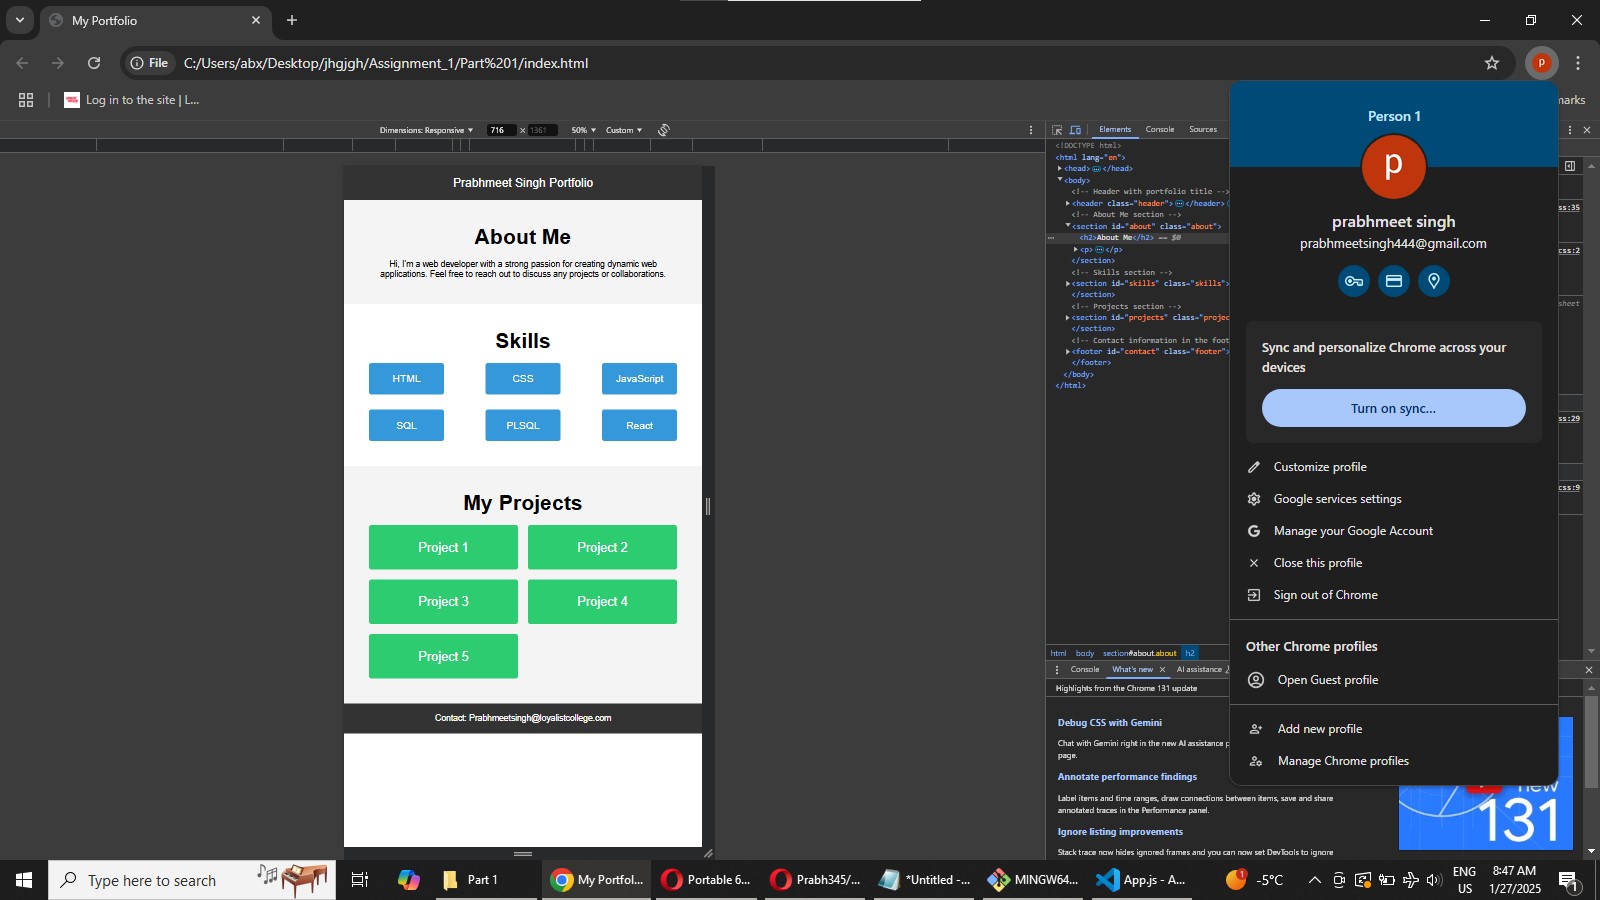 My Portfolio
File
C:/Users/abx/Desktop/jhgjgh/Assignment_1/Part%201/index.html
p
Log in to the site | L...
marks
Dimensions: Responsive
716
×
1361
50%
Custom
Elements
Console
Sources
Prabhmeet Singh Portfolio
About Me
Hi, I'm a web developer with a strong passion for creating dynamic web
applications. Feel free to reach out to discuss any projects or collaborations.
Skills
HTML
CSS
JavaScript
SQL
PLSQL
React
My Projects
Project 1
Project 2
Project 3
Project 4
Project 5
Contact: Prabhmeetsingh@loyalistcollege.com
<!DOCTYPE html>
<html lang="en">
<head> … </head>
<body>
<!-- Header with portfolio title -->
<header class="header"> … </header>
<!-- About Me section -->
<section id="about" class="about">
<h2>About Me</h2> == $0
<p> … </p>
</section>
<!-- Skills section -->
<section id="skills" class="skills">
</section>
<!-- Projects section -->
<section id="projects" class="projec
</section>
<!-- Contact information in the foot
<footer id="contact" class="footer">
</footer>
</body>
</html>
ss:35
css:2
sheet
ss:29
css:9
html
body
section#about.about
h2
Console
What's new
AI assistance
Highlights from the Chrome 131 update
Debug CSS with Gemini
Chat with Gemini right in the new AI assistance p
page.
Annotate performance findings
Label items and time ranges, draw connections between items, save and share
annotated traces in the Performance panel.
Ignore listing improvements
Stack trace now hides ignored frames and you can now set DevTools to ignore
new
131
Person 1
p
prabhmeet singh
prabhmeetsingh444@gmail.com
Sync and personalize Chrome across your
devices
Turn on sync...
Customize profile
Google services settings
Manage your Google Account
Close this profile
Sign out of Chrome
Other Chrome profiles
Open Guest profile
Add new profile
Manage Chrome profiles
Type here to search
Part 1
My Portfol...
Portable 6...
Prabh345/...
*Untitled -...
MINGW64...
App.js - A...
1
-5°C
ENG
US
8:47 AM
1/27/2025
1